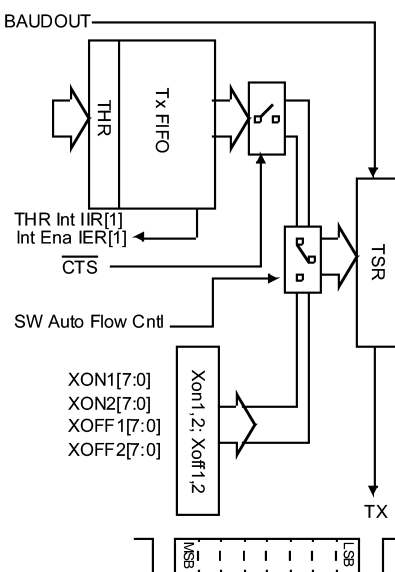 BAUDOUT
THR
Tx FIFO
THR Int IIR[1]
Int Ena IER[1]
CTS
TSR
SW Auto Flow Cntl
XON1[7:0]
XON2[7:0]
XOFF1[7:0]
XOFF2[7:0]
Xon1,2; Xoff1,2
TX
MSB
LSB